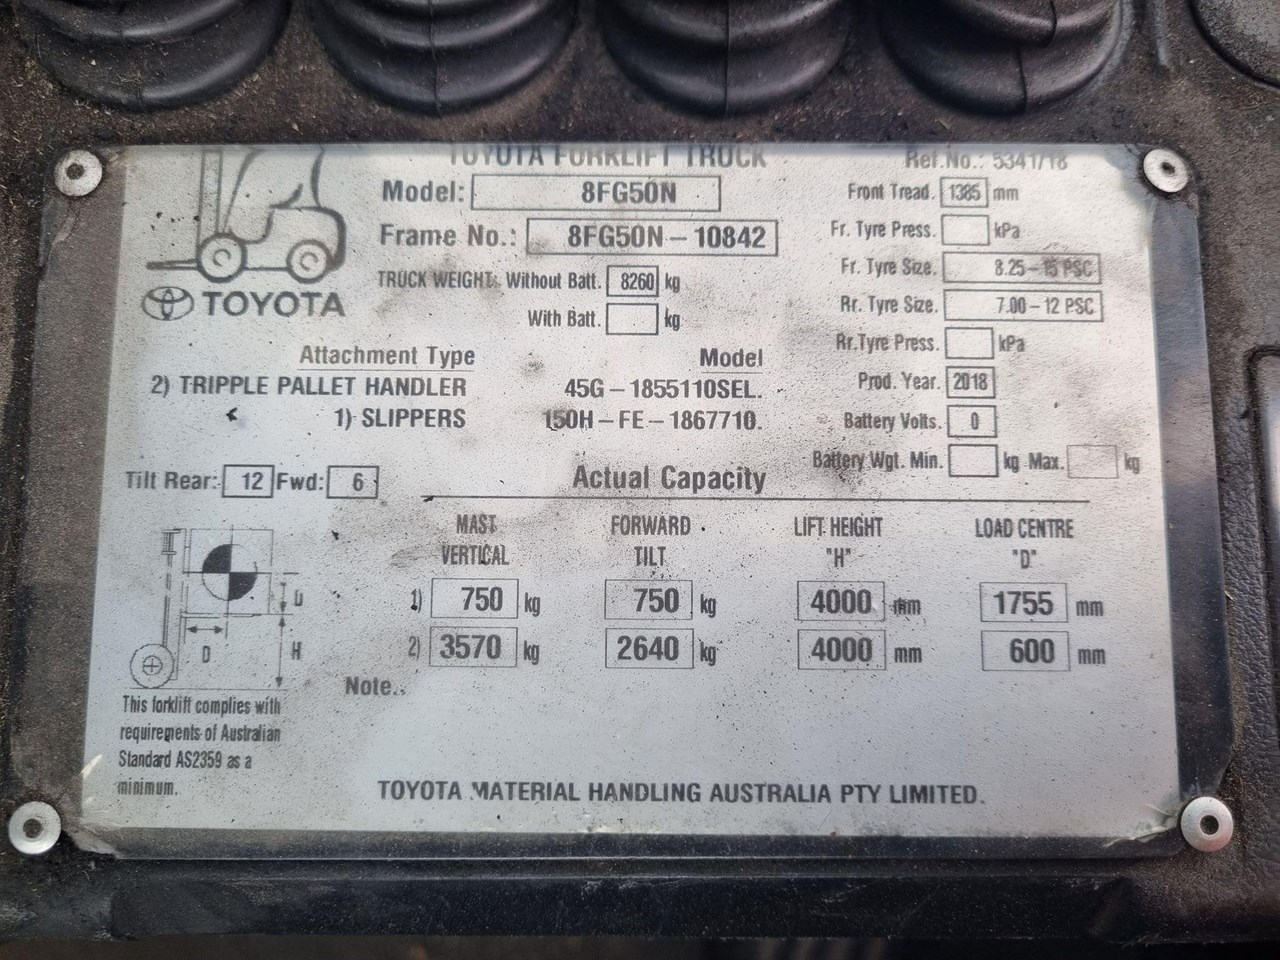 TOYOTA FORKLIFT TRUCK
Ref.No.: 5341/18
Model: 8FG50N
Frame No.: 8FG50N-10842
TRUCK WEIGHT: Without Batt. 8260 kg
With Batt. kg
TOYOTA
Front Tread. 1385 mm
Fr. Tyre Press. kPa
Fr. Tyre Size. 8.25-15 PSC
Rr. Tyre Size. 7.00-12 PSC
Rr.Tyre Press. kPa
Prod. Year. 2018
Battery Volts. 0
Battery Wgt. Min. kg Max. kg
Attachment Type Model
2) TRIPPLE PALLET HANDLER 45G-1855110SEL.
1) SLIPPERS 150H-FE-1867710.
Tilt Rear: 12 Fwd: 6
Actual Capacity
MAST VERTICAL FORWARD TILT LIFT HEIGHT "H" LOAD CENTRE "D"
1) 750 kg 750 kg 4000 mm 1755 mm
2) 3570 kg 2640 kg 4000 mm 600 mm
D
D H
Note..
This forklift complies with
requirements of Australian
Standard AS2359 as a
minimum.
TOYOTA MATERIAL HANDLING AUSTRALIA PTY LIMITED.